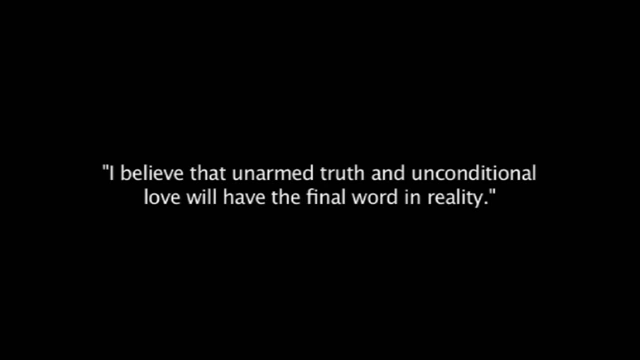 "I believe that unarmed truth and unconditional
love will have the final word in reality."